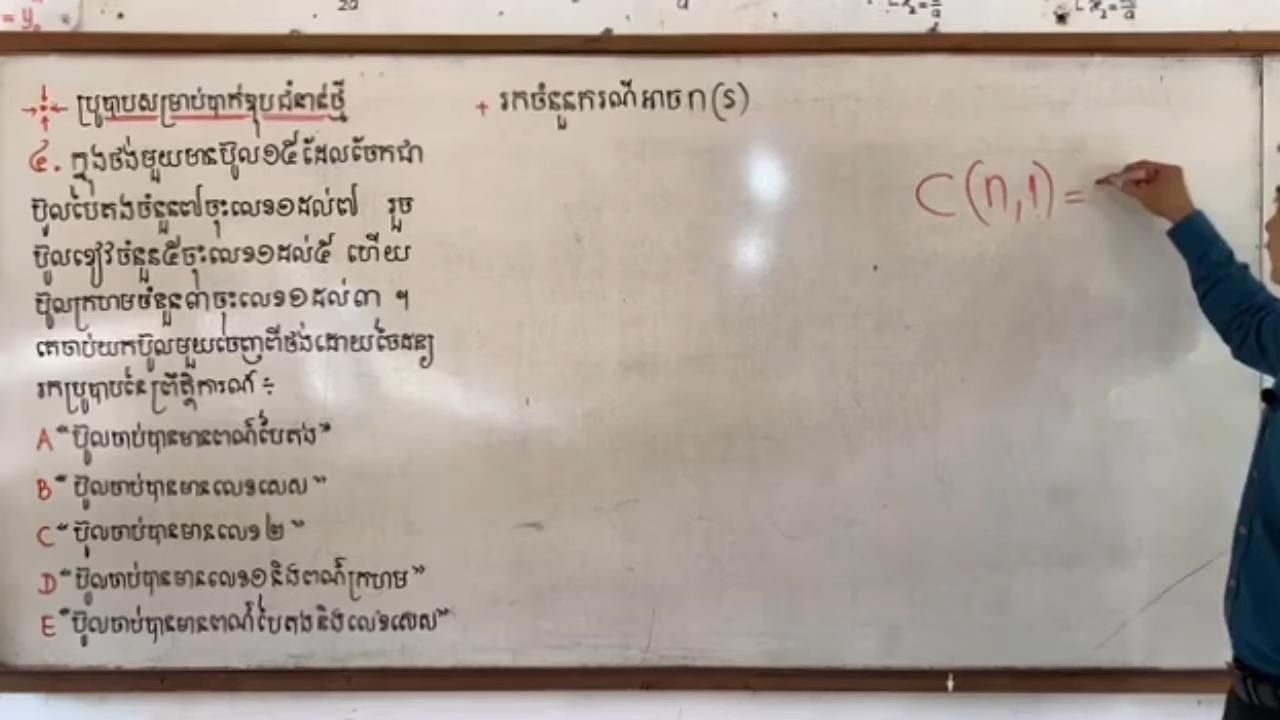 = y
20
a
x₂ = —/a
x₂ = —/a
ប្រូបាបសម្រាប់បាក់ឌុបជំនាន់ថ្មី
៤. ក្នុងថង់មួយមានប៊ូល១៥ដែលចែកជា
ប៊ូលបៃតងចំនួន៧ចុះលេខ១ដល់៧ រួច
ប៊ូលខៀវចំនួន៥ចុះលេខ១ដល់៥ ហើយ
ប៊ូលក្រហមចំនួន៣ចុះលេខ១ដល់៣ ។
គេចាប់យកប៊ូលមួយចេញពីថង់ដោយចៃដន្យ
រកប្រូបាបនៃព្រឹត្តិការណ៍ ÷
A "ប៊ូលចាប់បានមានពណ៌បៃតង"
B "ប៊ូលចាប់បានមានលេខសេស"
C "ប៊ូលចាប់បានមានលេខ២"
D "ប៊ូលចាប់បានមានលេខ១និងពណ៌ក្រហម"
E "ប៊ូលចាប់បានមានពណ៌បៃតងនិងលេខសេស"
+ រកចំនួនករណីអាច n(S)
C(n,1) =